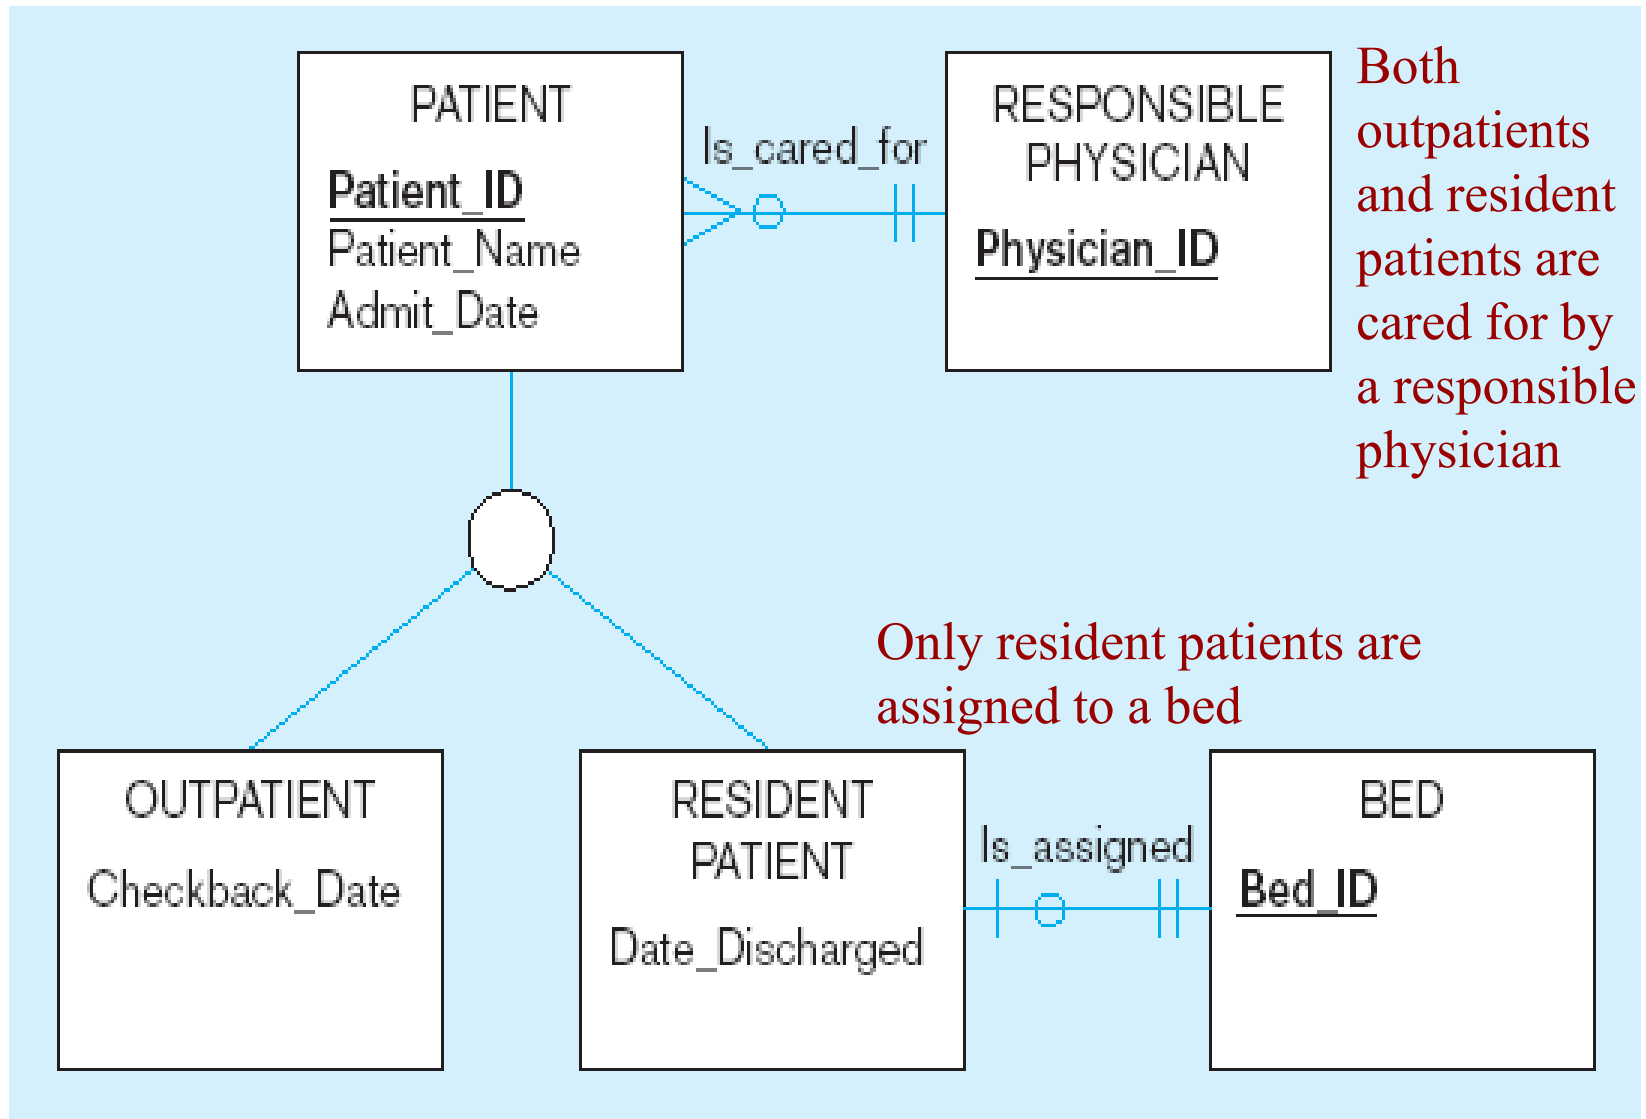 PATIENT
Patient_ID
Patient_Name
Admit_Date
Is_cared_for
RESPONSIBLE
PHYSICIAN
Physician_ID
Both
outpatients
and resident
patients are
cared for by
a responsible
physician
Only resident patients are
assigned to a bed
OUTPATIENT
Checkback_Date
RESIDENT
PATIENT
Date_Discharged
Is_assigned
BED
Bed_ID